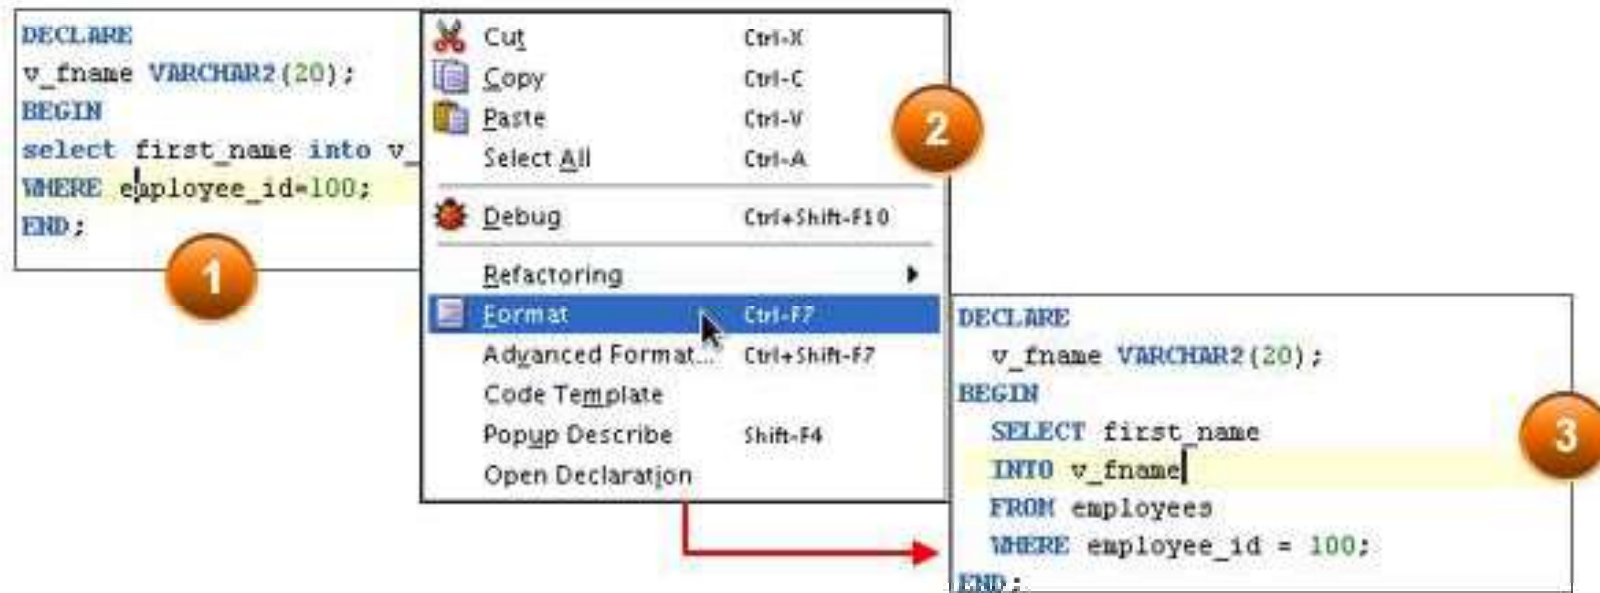 DECLARE
v_fname VARCHAR2(20);
BEGIN
select first_name into v_
WHERE employee_id=100;
END;
1
Cut Ctrl-X
Copy Ctrl-C
Paste Ctrl-V
Select All Ctrl-A
Debug Ctrl+Shift-F10
Refactoring
Format Ctrl-F7
Advanced Format... Ctrl+Shift-F7
Code Template
Popup Describe Shift-F4
Open Declaration
2
DECLARE
v_fname VARCHAR2(20);
BEGIN
SELECT first_name
INTO v_fname
FROM employees
WHERE employee_id = 100;
END;
3